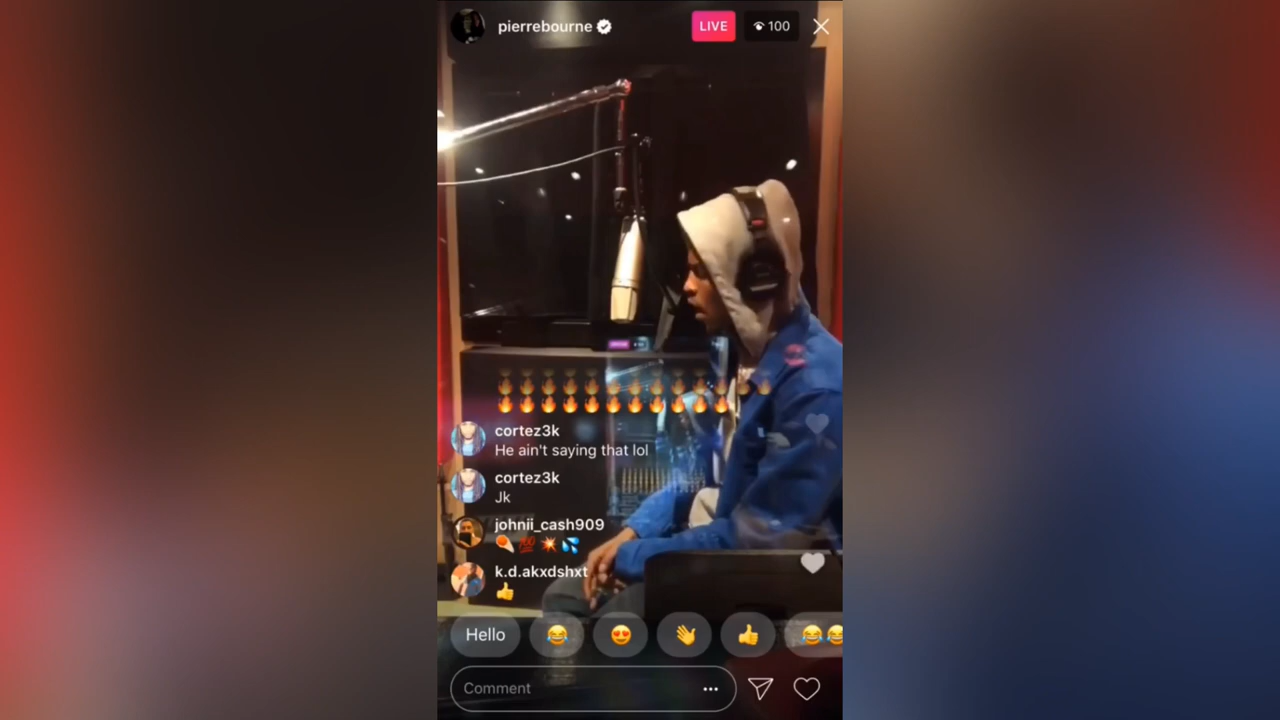 pierrebourne
LIVE
100
cortez3k
He ain't saying that lol
cortez3k
Jk
johnii_cash909
💯
k.d.akxdshxt
Hello
Comment